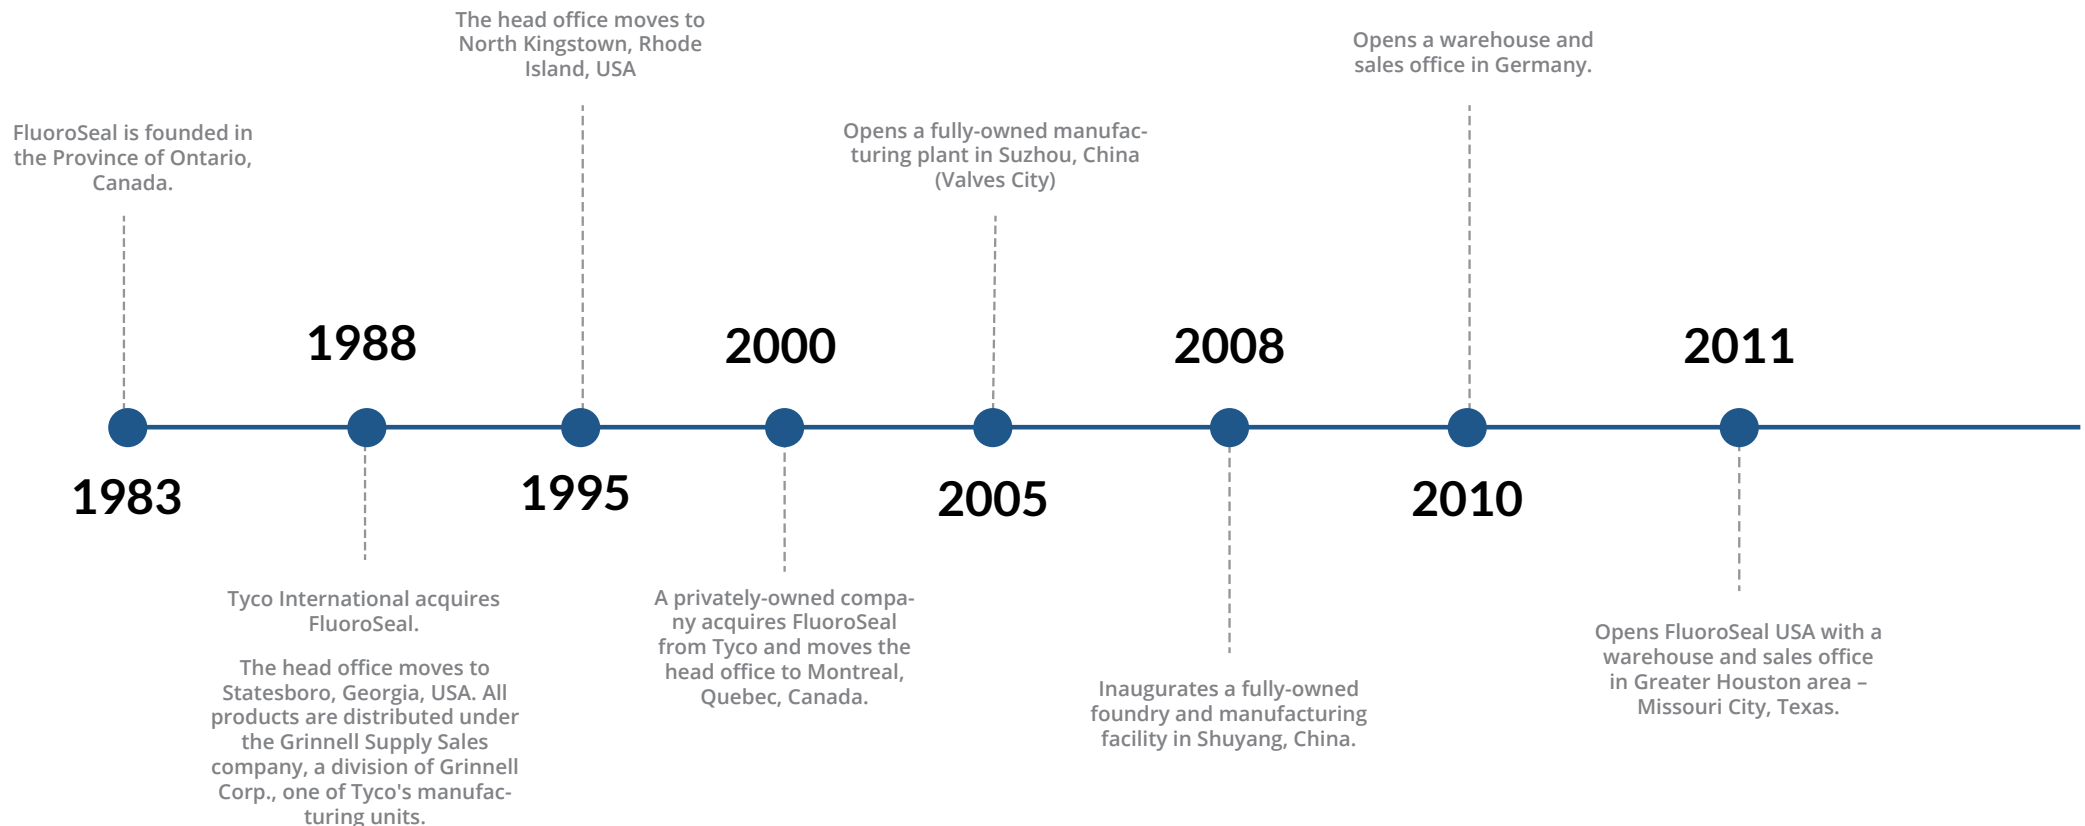 FluoroSeal is founded in
the Province of Ontario,
Canada.
1983
1988
Tyco International acquires
FluoroSeal.
The head office moves to
Statesboro, Georgia, USA. All
products are distributed under
the Grinnell Supply Sales
company, a division of Grinnell
Corp., one of Tyco's manufac-
turing units.
The head office moves to
North Kingstown, Rhode
Island, USA
1995
2000
A privately-owned compa-
ny acquires FluoroSeal
from Tyco and moves the
head office to Montreal,
Quebec, Canada.
Opens a fully-owned manufac-
turing plant in Suzhou, China
(Valves City)
2005
2008
Inaugurates a fully-owned
foundry and manufacturing
facility in Shuyang, China.
Opens a warehouse and
sales office in Germany.
2010
2011
Opens FluoroSeal USA with a
warehouse and sales office
in Greater Houston area –
Missouri City, Texas.